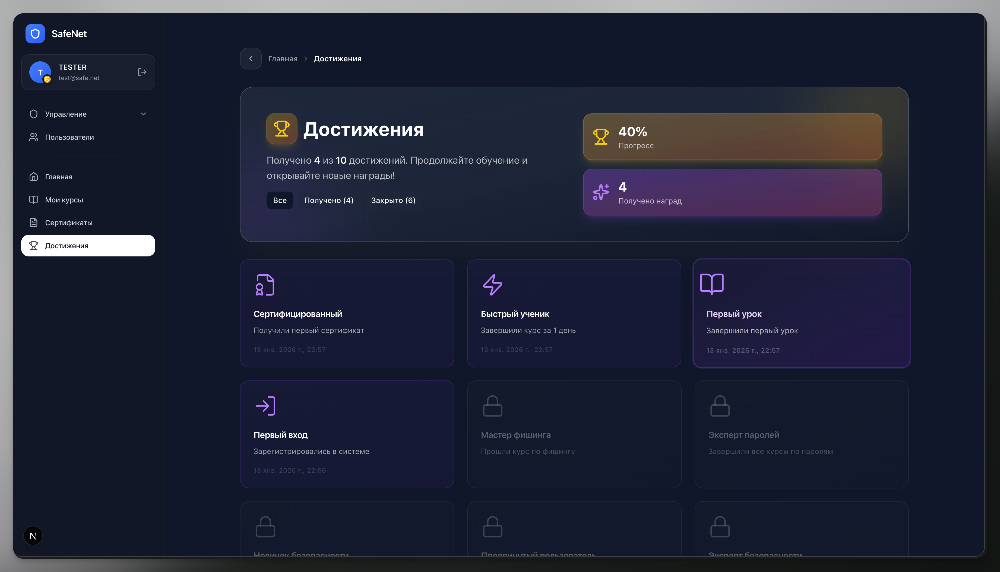 SafeNet
T
TESTER
test@safe.net
Управление
Пользователи
Главная
Мои курсы
Сертификаты
Достижения
N
Главная
Достижения
Достижения
Получено 4 из 10 достижений. Продолжайте обучение и
открывайте новые награды!
Все
Получено (4)
Закрыто (6)
40%
Прогресс
4
Получено наград
Сертифицированный
Получили первый сертификат
13 янв. 2026 г., 22:57
Быстрый ученик
Завершили курс за 1 день
13 янв. 2026 г., 22:57
Первый урок
Завершили первый урок
13 янв. 2026 г., 22:57
Первый вход
Зарегистрировались в системе
13 янв. 2026 г., 22:56
Мастер фишинга
Прошли курс по фишингу
Эксперт паролей
Завершили все курсы по паролям
Новичок безопасности
Продвинутый пользователь
Эксперт безопасности